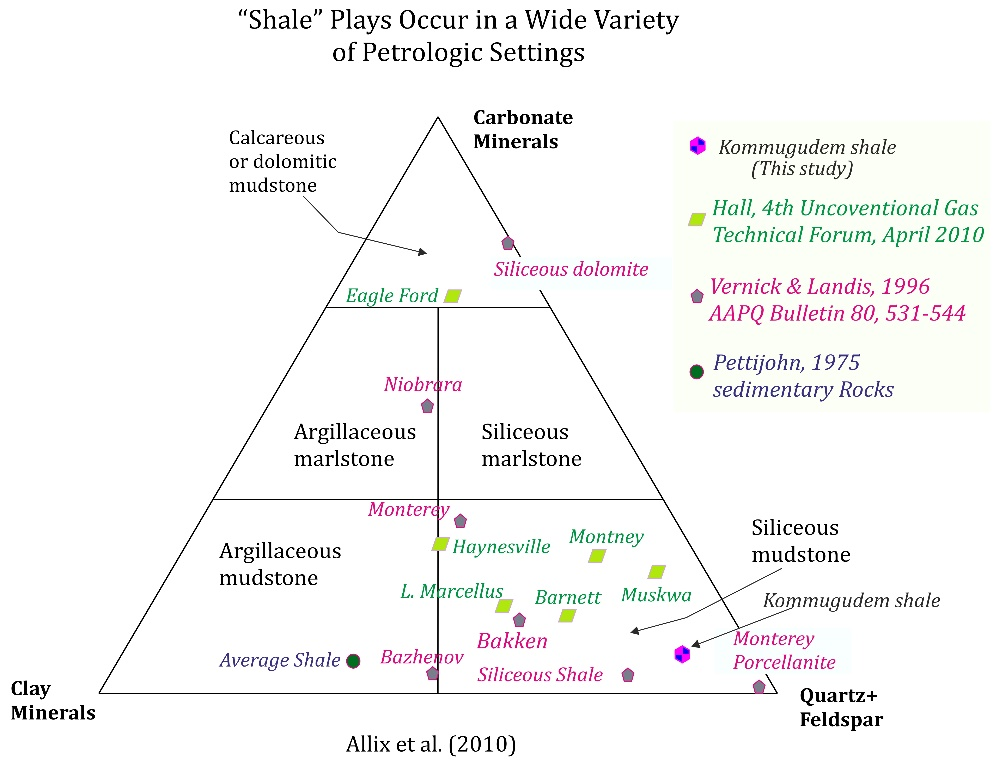 “Shale” Plays Occur in a Wide Variety
of Petrologic Settings
Carbonate
Minerals
Calcareous
or dolomitic
mudstone
Kommugudem shale
(This study)
Hall, 4th Uncoventional Gas
Technical Forum, April 2010
Vernick & Landis, 1996
AAPQ Bulletin 80, 531-544
Pettijohn, 1975
sedimentary Rocks
Siliceous dolomite
Eagle Ford
Niobrara
Argillaceous
marlstone
Siliceous
marlstone
Monterey
Haynesville
Montney
Siliceous
mudstone
Argillaceous
mudstone
L. Marcellus
Barnett
Muskwa
Kommugudem shale
Bakken
Monterey
Porcellanite
Average Shale
Bazhenov
Siliceous Shale
Clay
Minerals
Quartz+
Feldspar
Allix et al. (2010)